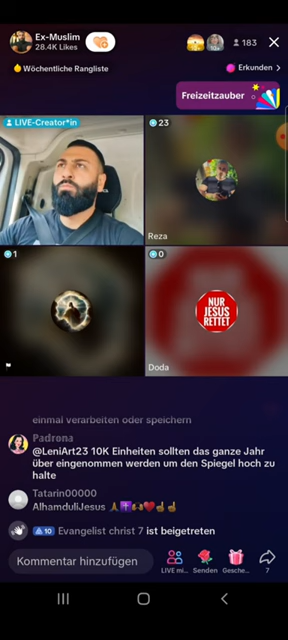 Ex-Muslim
28.4K Likes
183
Wöchentliche Rangliste
Erkunden
Freizeitzauber
LIVE-Creator*in
23
Reza
1
0
NUR
JESUS
RETTET
Doda
einmal verarbeiten oder speichern
Padrona
@LeniArt23 10K Einheiten sollten das ganze Jahr
über eingenommen werden um den Spiegel hoch zu
halte
Tatarin00000
AlhamduliJesus 🙏✝️🙌❤️☝️☝️
10 Evangelist christ 7 ist beigetreten
Kommentar hinzufügen
LIVE mi... Senden Gesche... 7